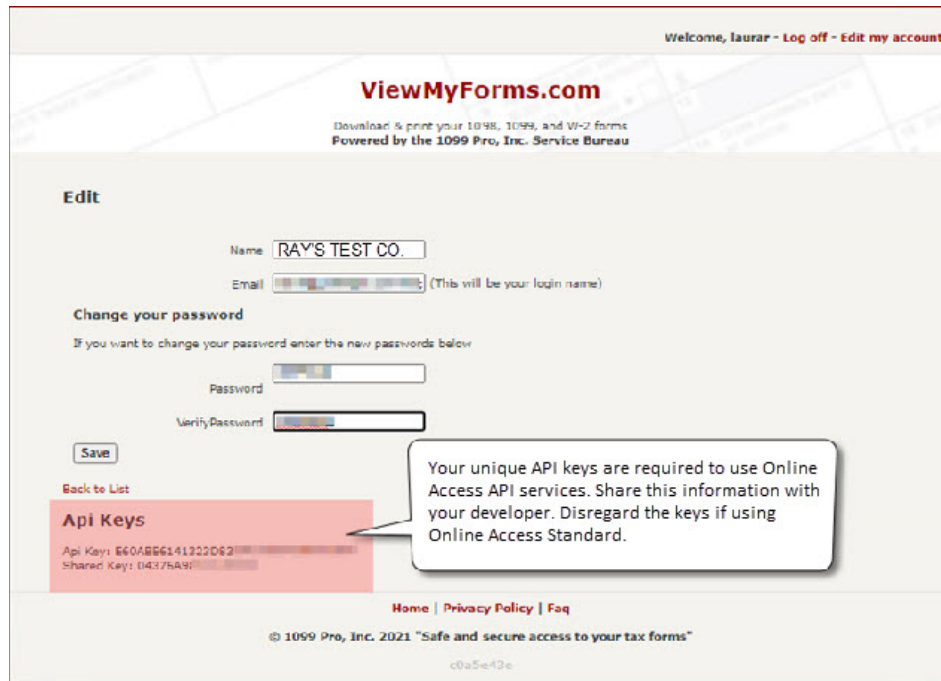 Welcome, laurar - Log off - Edit my account
ViewMyForms.com
Download & print your 1098, 1099, and W-2 forms
Powered by the 1099 Pro, Inc. Service Bureau
Edit
Name RAY'S TEST CO.
Email (This will be your login name)
Change your password
If you want to change your password enter the new passwords below
Password
VerifyPassword
Save
Back to List
Your unique API keys are required to use Online
Access API services. Share this information with
your developer. Disregard the keys if using
Online Access Standard.
Api Keys
Api Key:
Shared Key:
Home | Privacy Policy | Faq
© 1099 Pro, Inc. 2021 "Safe and secure access to your tax forms"
c0a5e43e